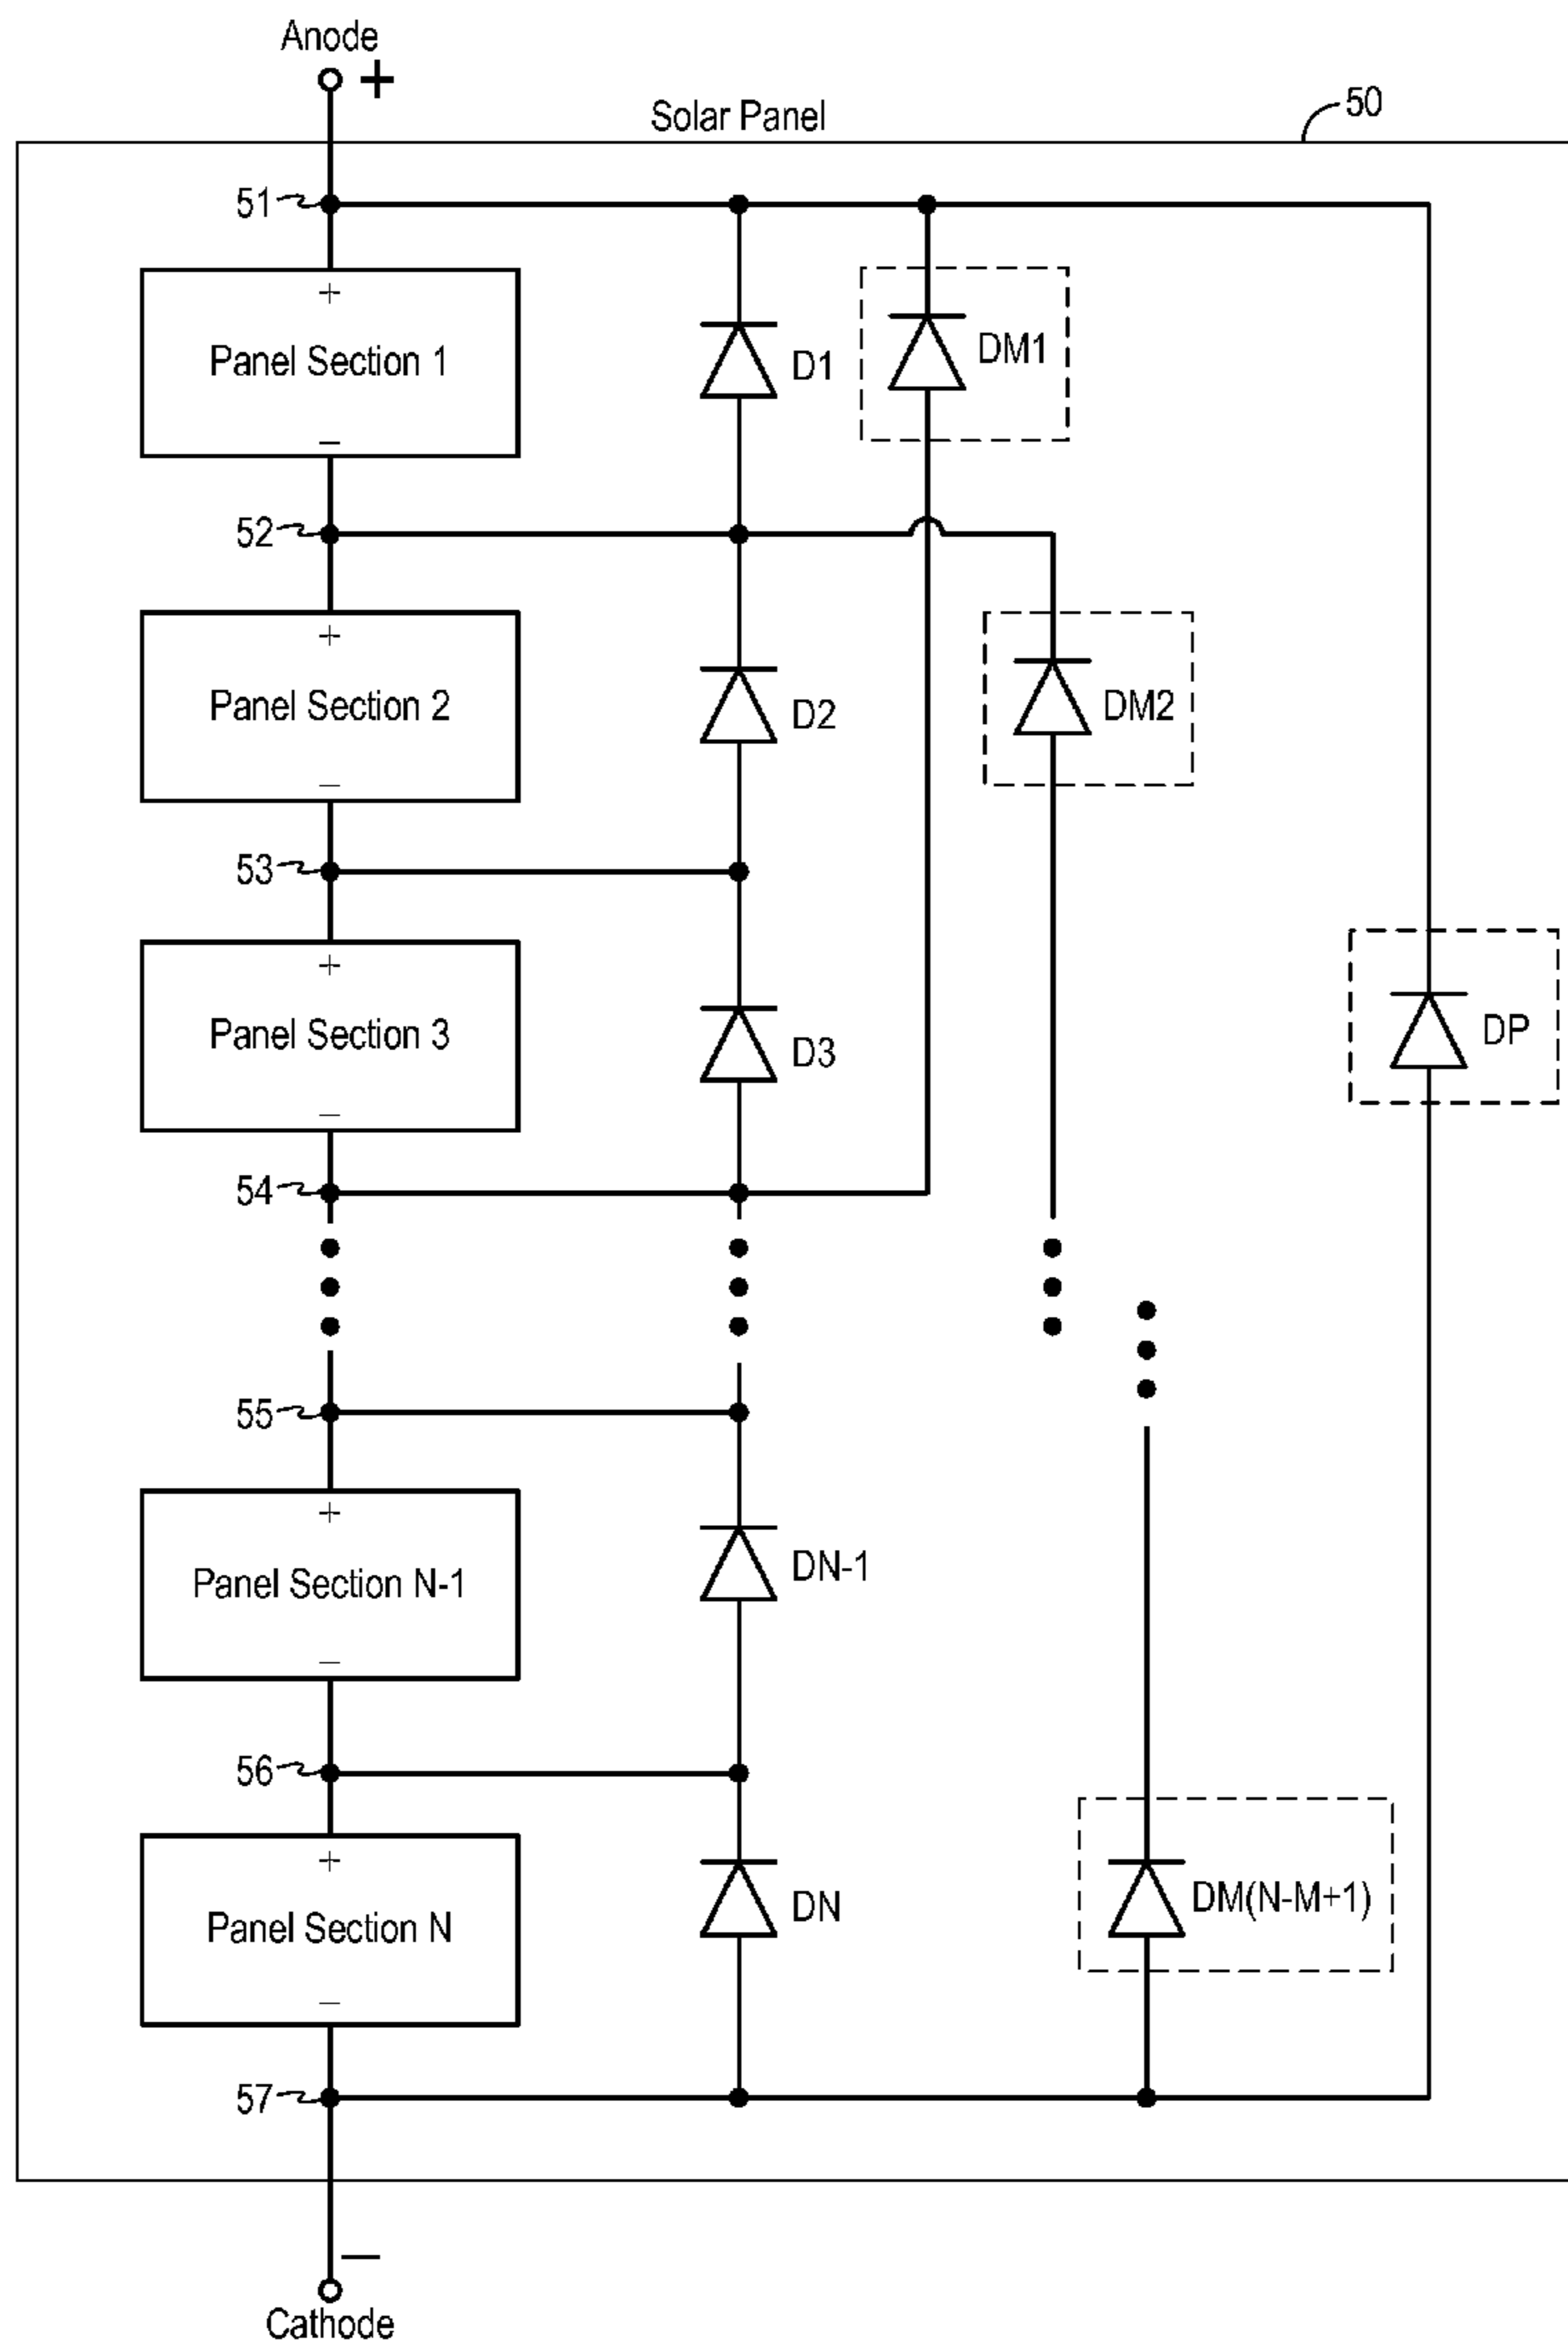 Anode
+
Solar Panel
50
51
+
Panel Section 1
−
D1
DM1
52
+
Panel Section 2
−
D2
DM2
53
+
Panel Section 3
−
D3
DP
54
55
+
Panel Section N-1
−
DN-1
56
+
Panel Section N
−
DN
DM(N-M+1)
57
−
Cathode